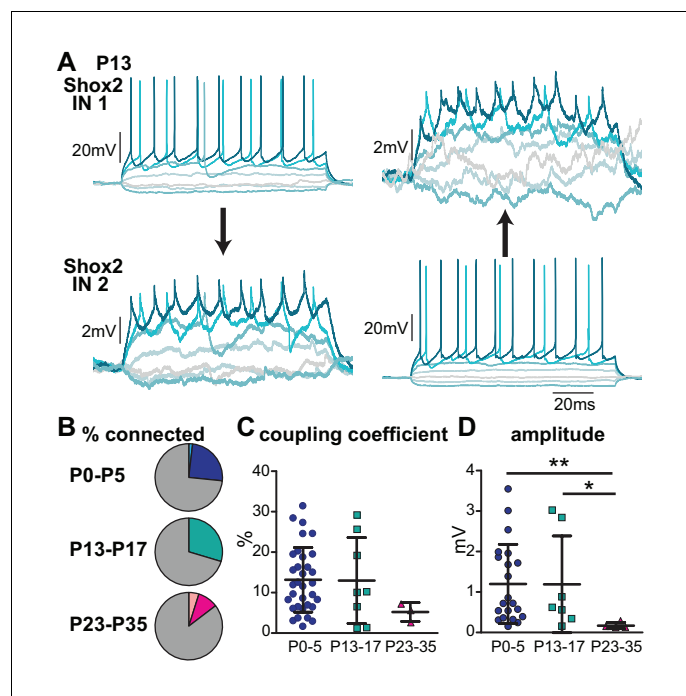 A P13
Shox2
IN 1
20mV
2mV
Shox2
IN 2
2mV
20mV
20ms
B % connected
P0-P5
P13-P17
P23-P35
C coupling coefficient
%
40
30
20
10
0
P0-5 P13-17 P23-35
D amplitude
mV
4
3
2
1
0
**
*
P0-5 P13-17 P23-35